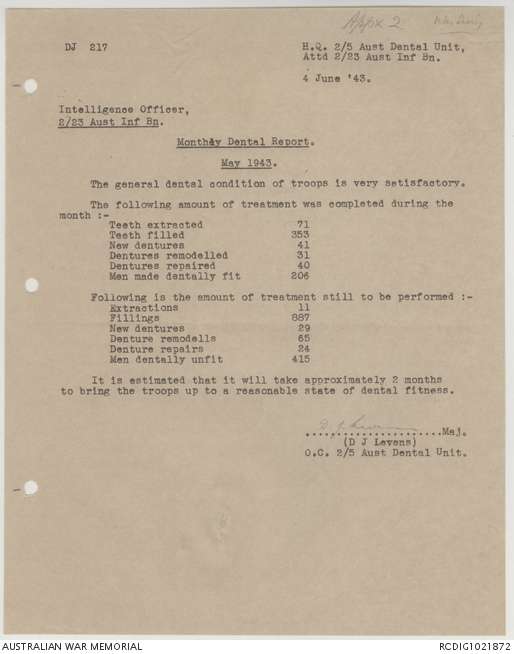 Appx 2
DJ 217
H.Q. 2/5 Aust Dental Unit,
Attd 2/23 Aust Inf Bn.
4 June '43.
Intelligence Officer,
2/23 Aust Inf Bn.
Monthly Dental Report.
May 1943.
The general dental condition of troops is very setisfactory.
The following amount of treatment was completed during the
month :-
Teeth extracted 71
Teeth filled 353
New dentures 41
Dentures remodelled 31
Dentures repaired 40
Men made dentally fit 206
Following is the amount of treatment still to be performed :-
Extractions 11
Fillings 887
New dentures 29
Denture remodells 65
Denture repairs 24
Men dentally unfit 415
It is estimated that it will take approximately 2 months
to bring the troops up to a reasonable state of dental fitness.
D. J. Levens
......................Maj.
(D J Levens)
O.C. 2/5 Aust Dental Unit.
AUSTRALIAN WAR MEMORIAL
RCDIG1021872